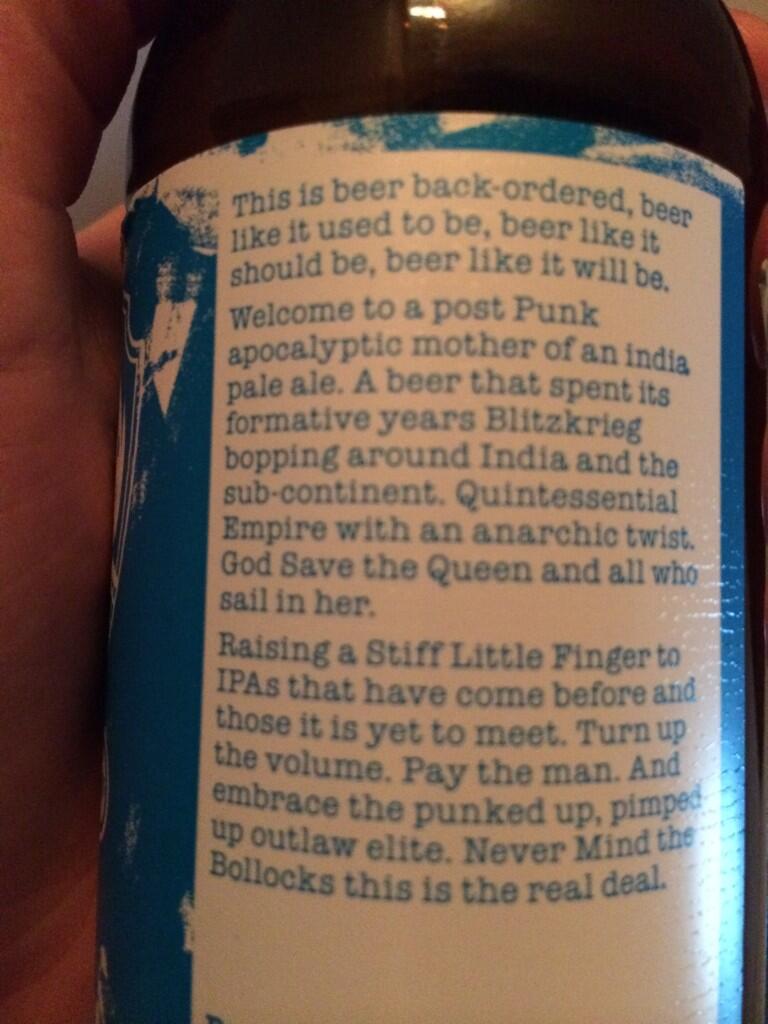 This is beer back-ordered, beer
like it used to be, beer like it
should be, beer like it will be.
Welcome to a post Punk
apocalyptic mother of an india
pale ale. A beer that spent its
formative years Blitzkrieg
bopping around India and the
sub-continent. Quintessential
Empire with an anarchic twist.
God Save the Queen and all who
sail in her.
Raising a Stiff Little Finger to
IPAs that have come before and
those it is yet to meet. Turn up
the volume. Pay the man. And
embrace the punked up, pimped
up outlaw elite. Never Mind the
Bollocks this is the real deal.